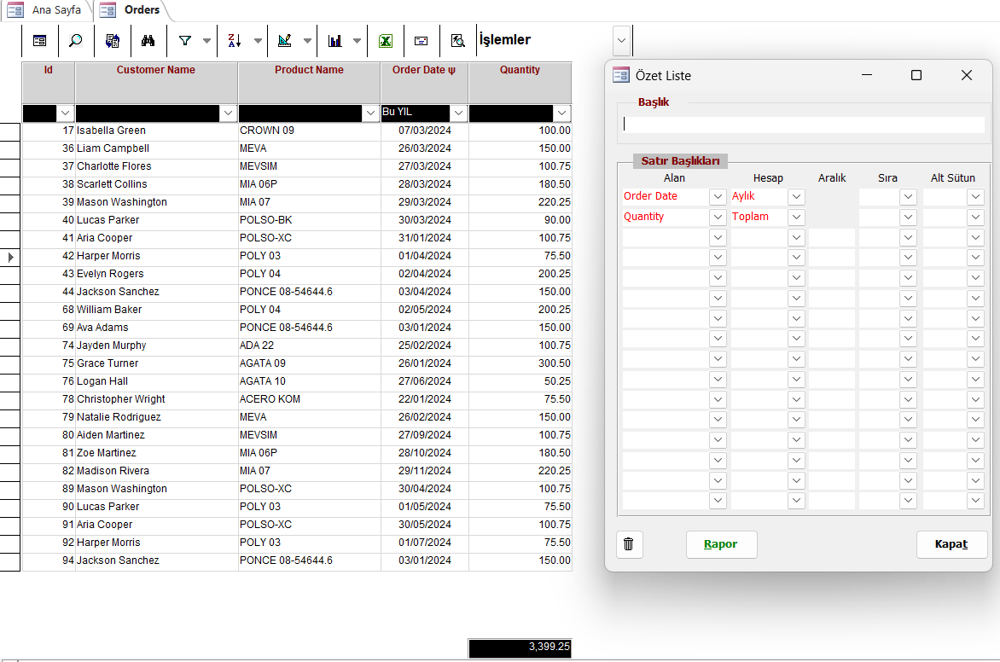 Ana Sayfa Orders
İşlemler
Id Customer Name Product Name Order Date ψ Quantity
Bu YIL
17 Isabella Green CROWN 09 07/03/2024 100.00
36 Liam Campbell MEVA 26/03/2024 150.00
37 Charlotte Flores MEVSIM 27/03/2024 100.75
38 Scarlett Collins MIA 06P 28/03/2024 180.50
39 Mason Washington MIA 07 29/03/2024 220.25
40 Lucas Parker POLSO-BK 30/03/2024 90.00
41 Aria Cooper POLSO-XC 31/01/2024 100.75
42 Harper Morris POLY 03 01/04/2024 75.50
43 Evelyn Rogers POLY 04 02/04/2024 200.25
44 Jackson Sanchez PONCE 08-54644.6 03/04/2024 150.00
68 William Baker POLY 04 02/05/2024 200.25
69 Ava Adams PONCE 08-54644.6 03/01/2024 150.00
74 Jayden Murphy ADA 22 25/02/2024 100.75
75 Grace Turner AGATA 09 26/01/2024 300.50
76 Logan Hall AGATA 10 27/06/2024 50.25
78 Christopher Wright ACERO KOM 22/01/2024 75.50
79 Natalie Rodriguez MEVA 26/02/2024 150.00
80 Aiden Martinez MEVSIM 27/09/2024 100.75
81 Zoe Martinez MIA 06P 28/10/2024 180.50
82 Madison Rivera MIA 07 29/11/2024 220.25
89 Mason Washington POLSO-XC 30/04/2024 100.75
90 Lucas Parker POLY 03 01/05/2024 75.50
91 Aria Cooper POLSO-XC 30/05/2024 100.75
92 Harper Morris POLY 03 01/07/2024 75.50
94 Jackson Sanchez PONCE 08-54644.6 03/01/2024 150.00
3,399.25
Özet Liste
Başlık
Satır Başlıkları
Alan Hesap Aralık Sıra Alt Sütun
Order Date Aylık
Quantity Toplam
Rapor Kapat